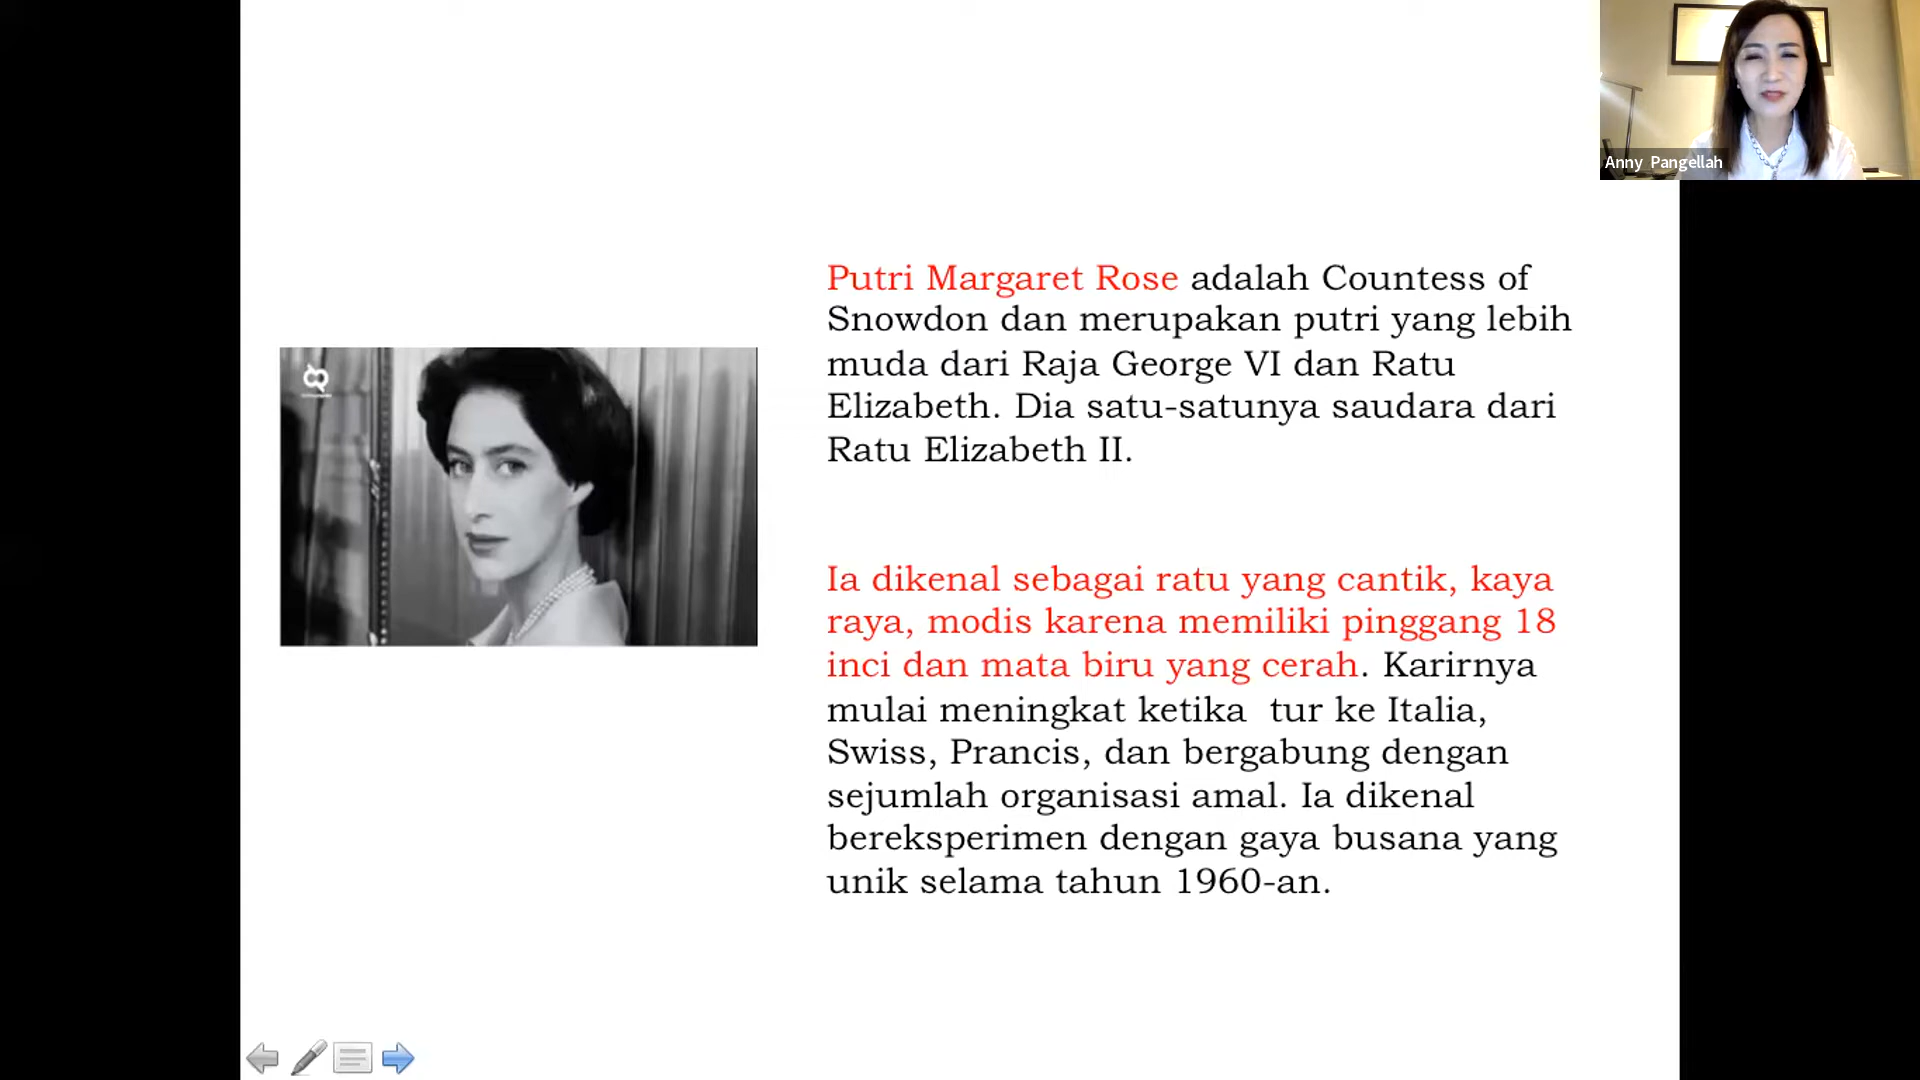 Anny Pangellah
Putri Margaret Rose adalah Countess of
Snowdon dan merupakan putri yang lebih
muda dari Raja George VI dan Ratu
Elizabeth. Dia satu-satunya saudara dari
Ratu Elizabeth II.
Ia dikenal sebagai ratu yang cantik, kaya
raya, modis karena memiliki pinggang 18
inci dan mata biru yang cerah. Karirnya
mulai meningkat ketika tur ke Italia,
Swiss, Prancis, dan bergabung dengan
sejumlah organisasi amal. Ia dikenal
bereksperimen dengan gaya busana yang
unik selama tahun 1960-an.